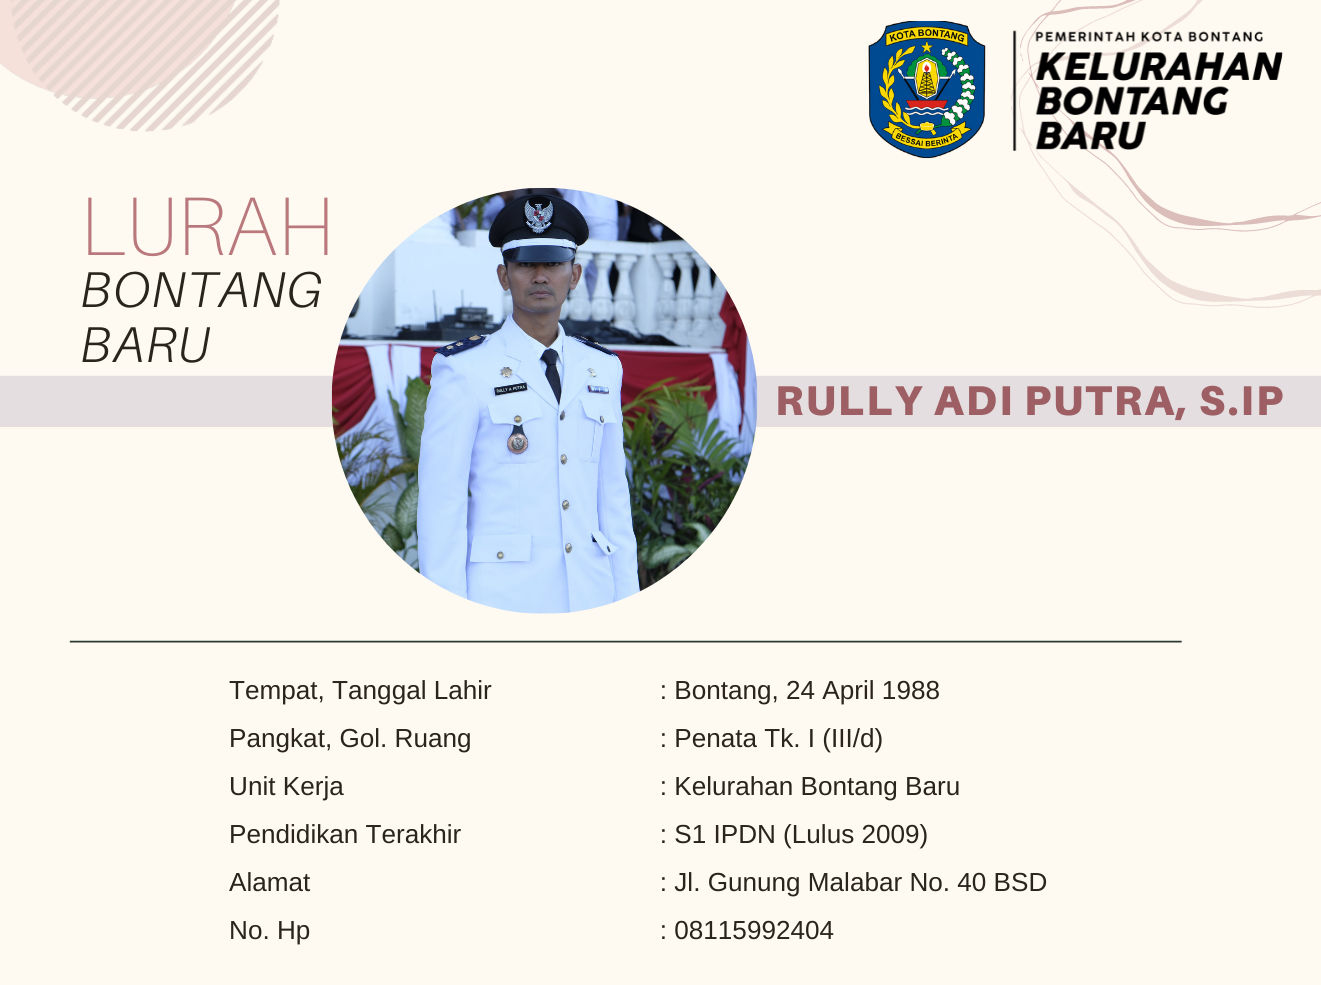 KOTA BONTANG
BESSAI BERINTA
PEMERINTAH KOTA BONTANG
KELURAHAN
BONTANG
BARU
LURAH
BONTANG
BARU
RULLY A PUTRA
RULLY ADI PUTRA, S.IP
Tempat, Tanggal Lahir : Bontang, 24 April 1988
Pangkat, Gol. Ruang : Penata Tk. I (III/d)
Unit Kerja : Kelurahan Bontang Baru
Pendidikan Terakhir : S1 IPDN (Lulus 2009)
Alamat : Jl. Gunung Malabar No. 40 BSD
No. Hp : 08115992404